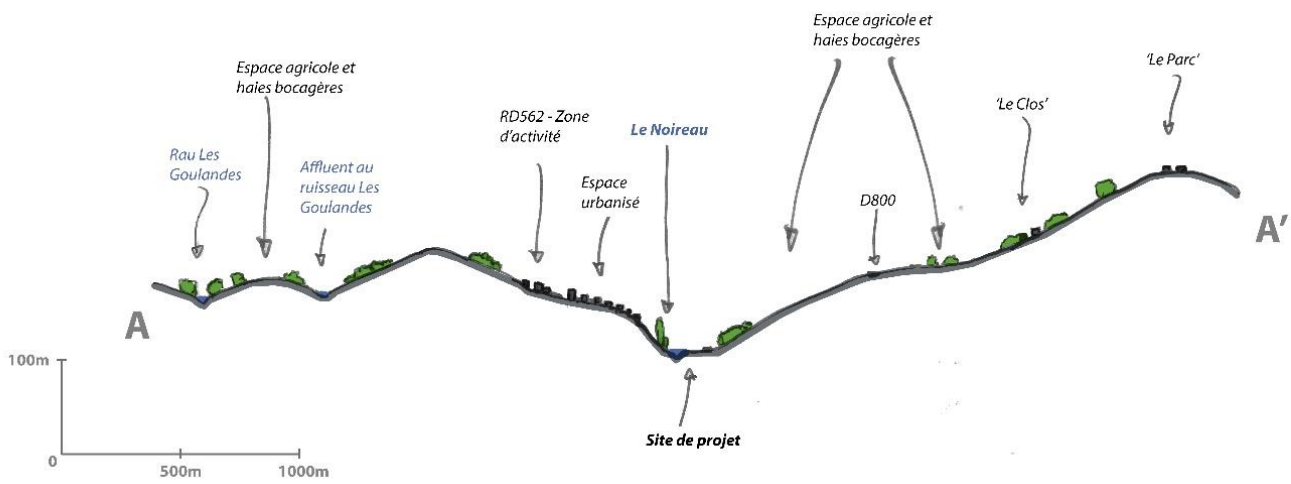 Espace agricole et
haies bocagères
'Le Parc'
Espace agricole et
haies bocagères
'Le Clos'
RD562 - Zone
d'activité
Le Noireau
Rau Les
Goulandes
Affluent au
ruisseau Les
Goulandes
Espace
urbanisé
D800
A'
A
100m
Site de projet
0
500m
1000m